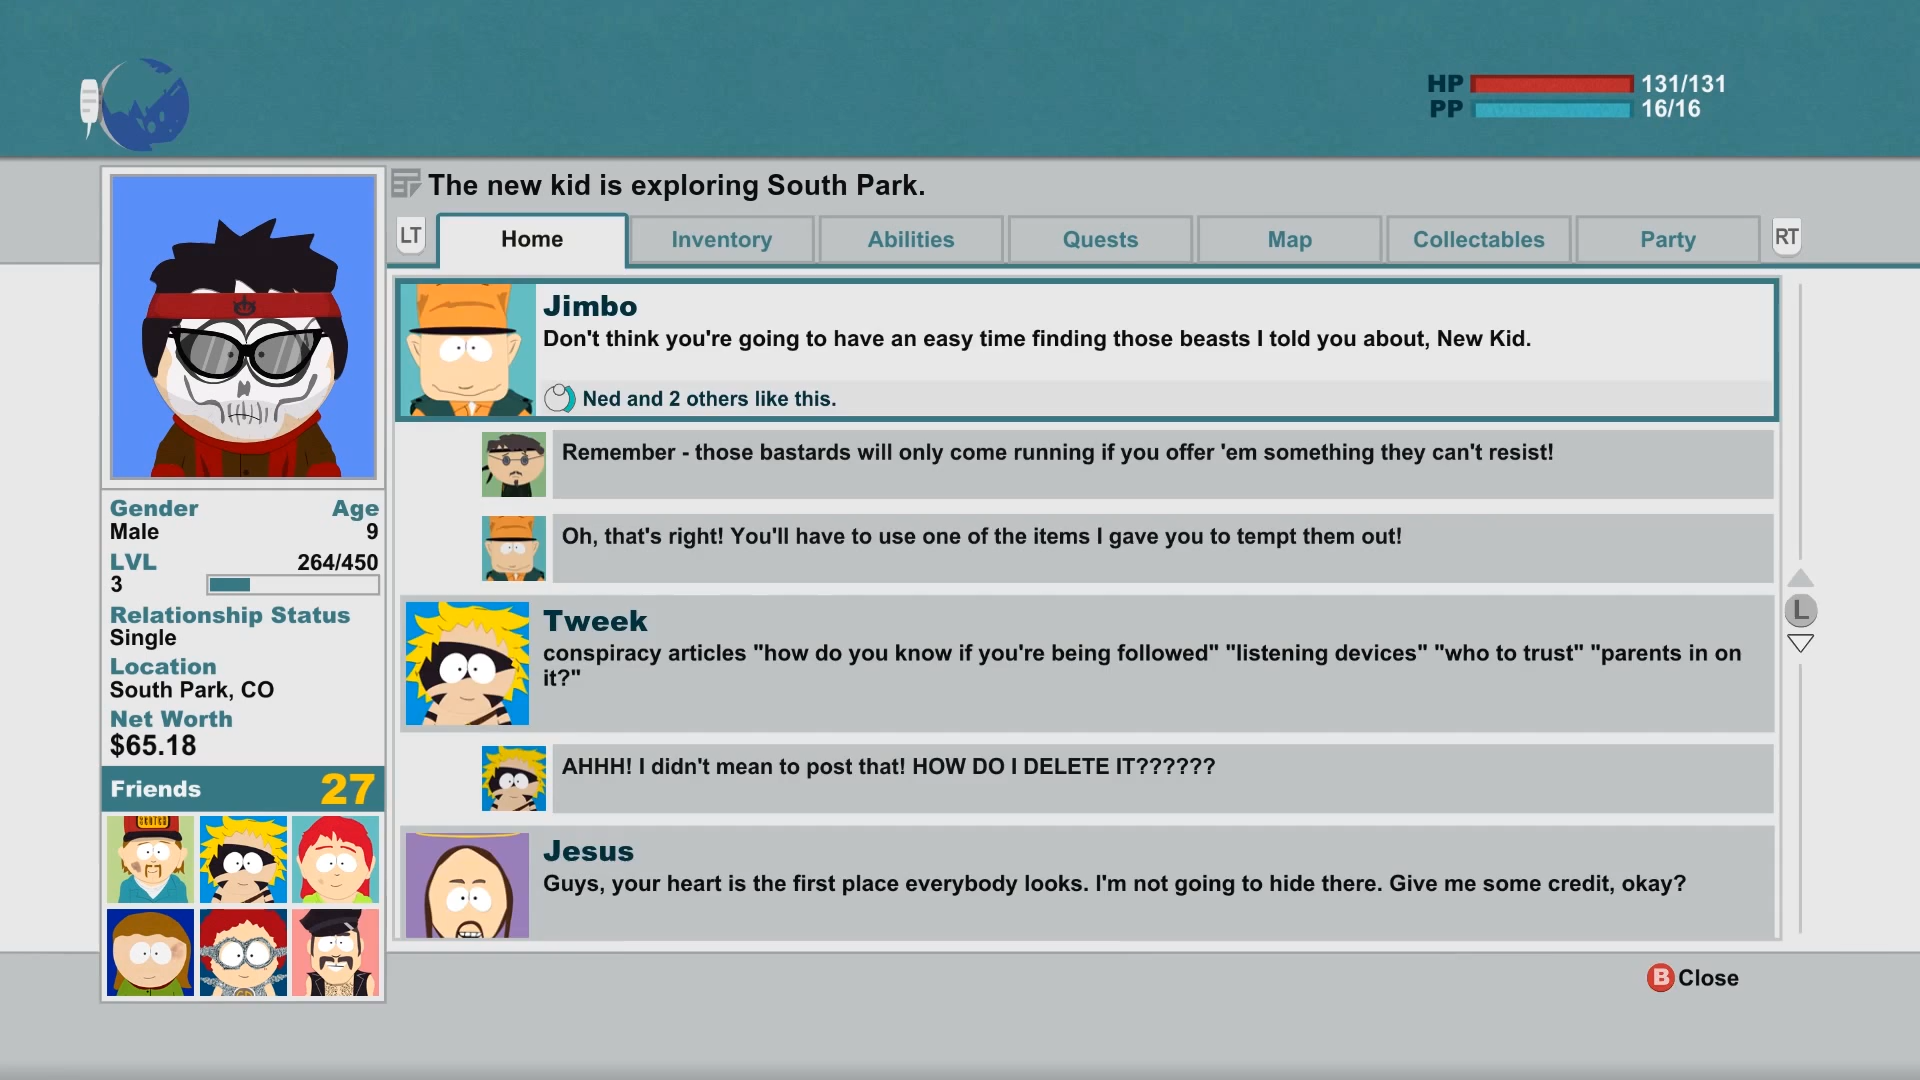 HP 131/131
PP 16/16
The new kid is exploring South Park.
LT Home Inventory Abilities Quests Map Collectables Party RT
Jimbo
Don't think you're going to have an easy time finding those beasts I told you about, New Kid.
Ned and 2 others like this.
Remember - those bastards will only come running if you offer 'em something they can't resist!
Oh, that's right! You'll have to use one of the items I gave you to tempt them out!
Tweek
conspiracy articles "how do you know if you're being followed" "listening devices" "who to trust" "parents in on
it?"
AHHH! I didn't mean to post that! HOW DO I DELETE IT??????
Jesus
Guys, your heart is the first place everybody looks. I'm not going to hide there. Give me some credit, okay?
Gender Age
Male 9
LVL 264/450
3
Relationship Status
Single
Location
South Park, CO
Net Worth
$65.18
Friends 27
L
B Close